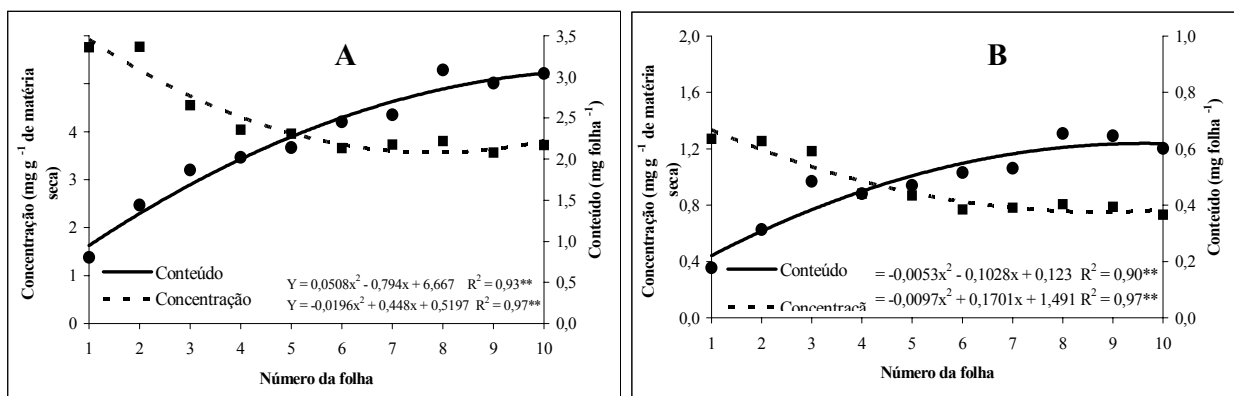 A
Concentração (mg g -1 de matéria
seca)
Conteúdo (mg folha -1)
3,5
3,0
2,5
2,0
1,5
1,0
0,5
0,0
4
3
2
1
0
Conteúdo
Concentração
Y = 0,0508x2 - 0,794x + 6,667 R2 = 0,93**
Y = -0,0196x2 + 0,448x + 0,5197 R2 = 0,97**
1 2 3 4 5 6 7 8 9 10
Número da folha
B
Concentração (mg g -1 de matéria
seca)
Conteúdo (mg folha -1)
2,0
1,6
1,2
0,8
0,4
0,0
1,0
0,8
0,6
0,4
0,2
0,0
Conteúdo
Concentraçã
= -0,0053x2 - 0,1028x + 0,123 R2 = 0,90**
= -0,0097x2 + 0,1701x + 1,491 R2 = 0,97**
1 2 3 4 5 6 7 8 9 10
Número da folha